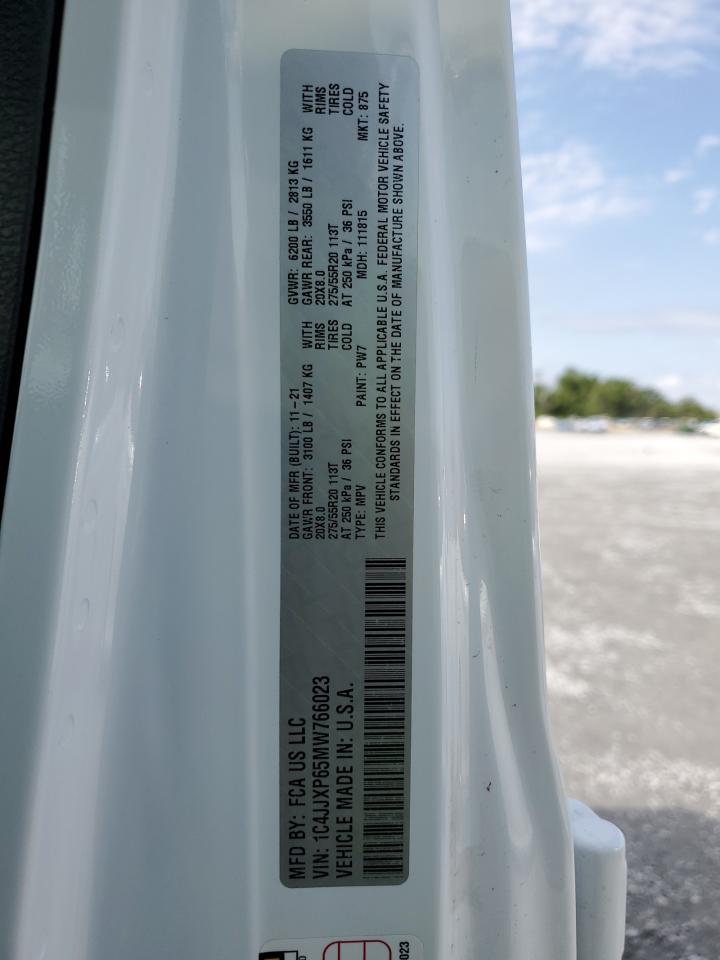 MFD BY: FCA US LLC
VIN: 1C4JJXP65MW766023
VEHICLE MADE IN: U.S.A.
DATE OF MFR (BUILT): 11-21
GAWR FRONT: 3100 LB / 1407 KG WITH
20X8.0 RIMS
275/55R20 113T TIRES
AT 250 kPa / 36 PSI COLD
TYPE: MPV PAINT: PW7
GVWR: 6200 LB / 2813 KG
GAWR REAR: 3550 LB / 1611 KG WITH
20X8.0 RIMS
275/55R20 113T TIRES
AT 250 kPa / 36 PSI COLD
MDH: 111815 MKT: 875
THIS VEHICLE CONFORMS TO ALL APPLICABLE U.S.A. FEDERAL MOTOR VEHICLE SAFETY
STANDARDS IN EFFECT ON THE DATE OF MANUFACTURE SHOWN ABOVE.
023